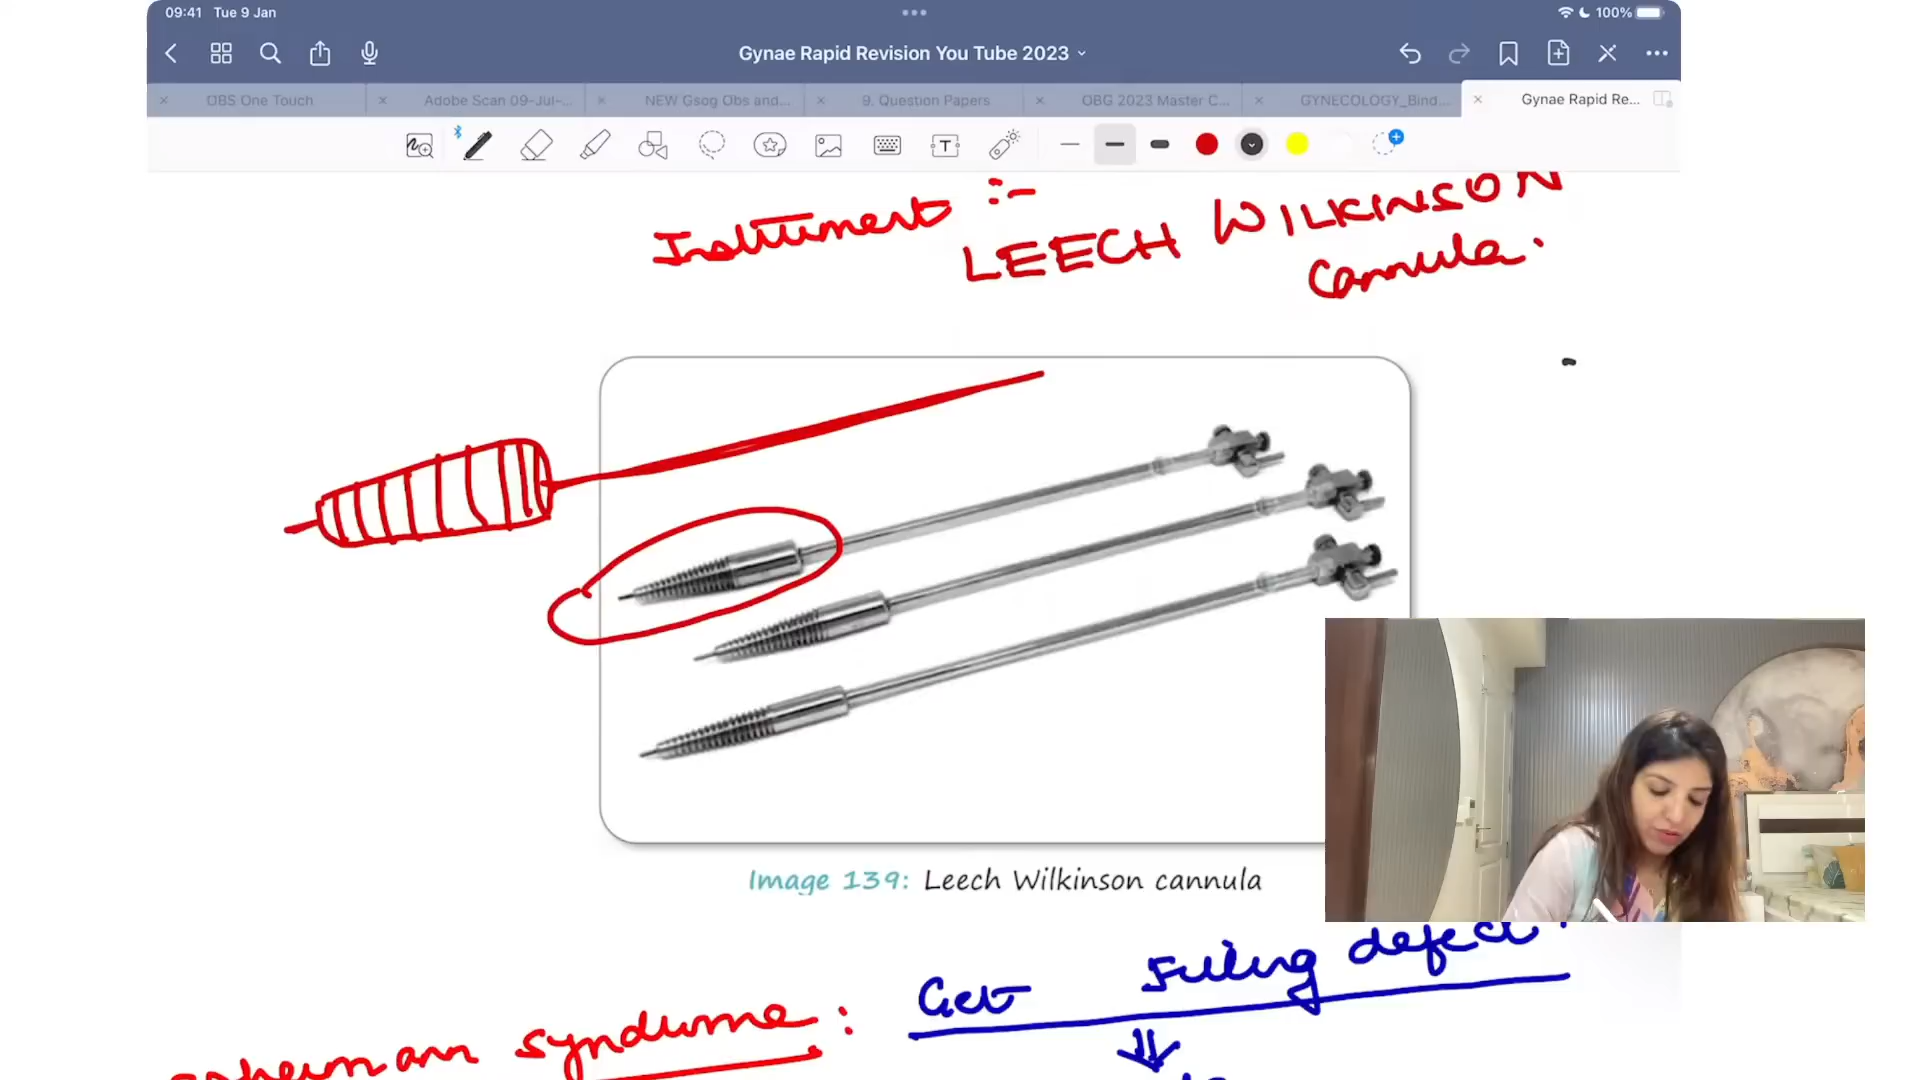 09:41 Tue 9 Jan
100%
Gynae Rapid Revision You Tube 2023
OBS One Touch
Adobe Scan 09-Jul-...
NEW Gsog Obs and...
9. Question Papers
OBG 2023 Master C...
GYNECOLOGY_Bind...
Gynae Rapid Re...
T
Instrument :-
LEECH WILKINSON
Cannula.
Image 139: Leech Wilkinson cannula
Get filling defect
syndrome :